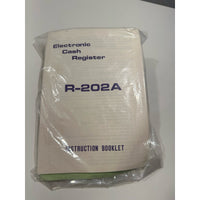 Electronic
Cash
Register
R-202A
INSTRUCTION BOOKLET